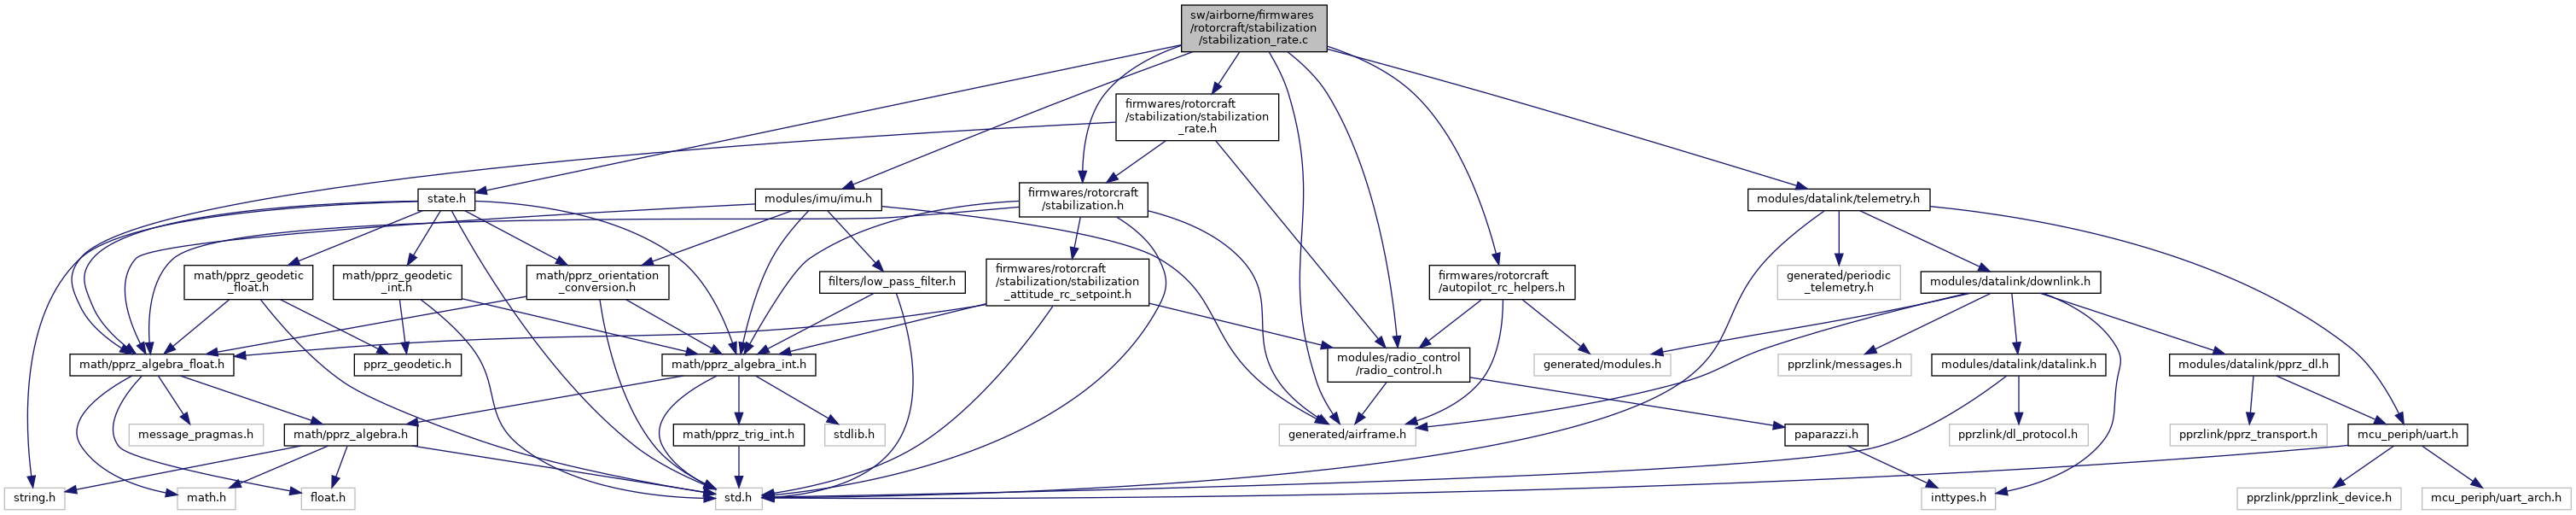 sw/airborne/firmwares
/rotorcraft/stabilization
/stabilization_rate.c
firmwares/rotorcraft
/stabilization/stabilization
_rate.h
state.h
modules/imu/imu.h
firmwares/rotorcraft
/stabilization.h
modules/datalink/telemetry.h
math/pprz_geodetic
_float.h
math/pprz_geodetic
_int.h
math/pprz_orientation
_conversion.h
filters/low_pass_filter.h
firmwares/rotorcraft
/stabilization/stabilization
_attitude_rc_setpoint.h
firmwares/rotorcraft
/autopilot_rc_helpers.h
generated/periodic
_telemetry.h
modules/datalink/downlink.h
math/pprz_algebra_float.h
pprz_geodetic.h
math/pprz_algebra_int.h
modules/radio_control
/radio_control.h
generated/modules.h
pprzlink/messages.h
modules/datalink/datalink.h
modules/datalink/pprz_dl.h
message_pragmas.h
math/pprz_algebra.h
math/pprz_trig_int.h
stdlib.h
generated/airframe.h
paparazzi.h
pprzlink/dl_protocol.h
pprzlink/pprz_transport.h
mcu_periph/uart.h
string.h
math.h
float.h
std.h
inttypes.h
pprzlink/pprzlink_device.h
mcu_periph/uart_arch.h